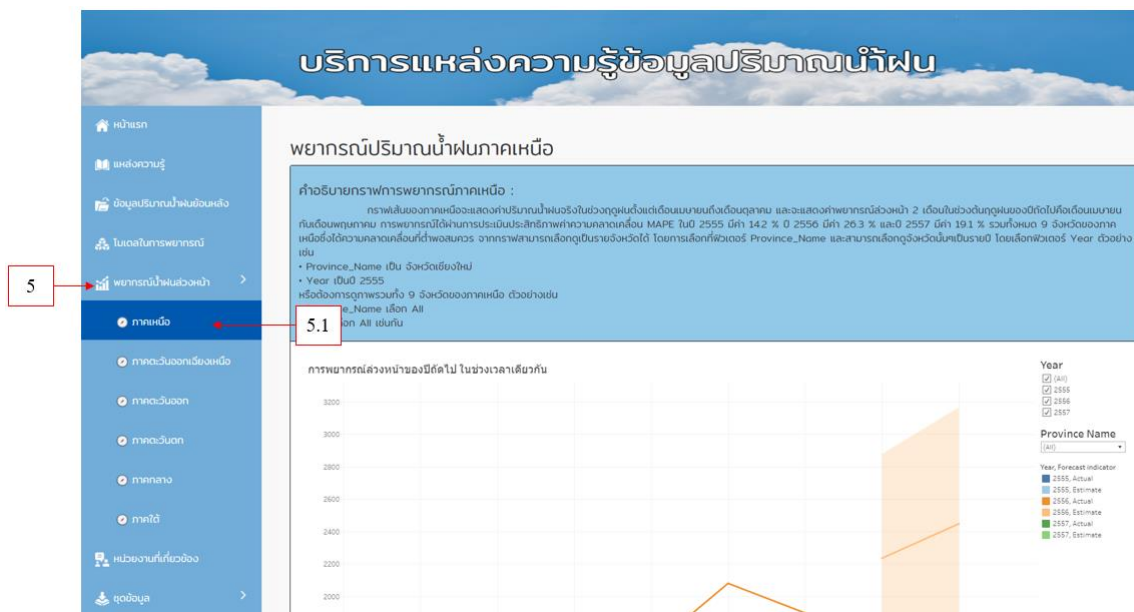 บริการแหล่งความรู้ข้อมูลปริมาณน้ำฝน
หน้าแรก
แหล่งความรู้
ข้อมูลปริมาณน้ำฝนย้อนหลัง
โมเดลในการพยากรณ์
5
พยากรณ์น้ำฝนล่วงหน้า
ภาคเหนือ
5.1
ภาคตะวันออกเฉียงเหนือ
ภาคตะวันออก
ภาคตะวันตก
ภาคกลาง
ภาคใต้
หน่วยงานที่เกี่ยวข้อง
ชุดข้อมูล
พยากรณ์ปริมาณน้ำฝนภาคเหนือ
คำอธิบายกราฟการพยากรณ์ภาคเหนือ :
กราฟเส้นของภาคเหนือจะแสดงค่าปริมาณน้ำฝนจริงในช่วงฤดูฝนตั้งแต่เดือนเมษายนถึงเดือนตุลาคม และจะแสดงค่าพยากรณ์ล่วงหน้า 2 เดือนในช่วงต้นฤดูฝนของปีถัดไปคือเดือนเมษายน
กับเดือนพฤษภาคม การพยากรณ์ได้ผ่านการประเมินประสิทธิภาพค่าความคลาดเคลื่อน MAPE ในปี 2555 มีค่า 14.2 % ปี 2556 มีค่า 26.3 % และปี 2557 มีค่า 19.1 % รวมทั้งหมด 9 จังหวัดของภาค
เหนือซึ่งได้ความคลาดเคลื่อนที่ต่ำพอสมควร จากกราฟสามารถเลือกดูเป็นรายจังหวัดได้ โดยการเลือกที่ฟิวเตอร์ Province_Name และสามารถเลือกดูจังหวัดนั้นๆเป็นรายปี โดยเลือกฟิวเตอร์ Year ตัวอย่าง
เช่น
• Province_Name เป็น จังหวัดเชียงใหม่
• Year เป็นปี 2555
หรือต้องการดูภาพรวมทั้ง 9 จังหวัดของภาคเหนือ ตัวอย่างเช่น
e_Name เลือก All
ลือก All เช่นกัน
การพยากรณ์ล่วงหน้าของปีถัดไป ในช่วงเวลาเดียวกัน
3200
3000
2800
2600
2400
2200
2000
Year
(All)
2555
2556
2557
Province Name
(All)
Year, Forecast indicator
2555, Actual
2555, Estimate
2556, Actual
2556, Estimate
2557, Actual
2557, Estimate